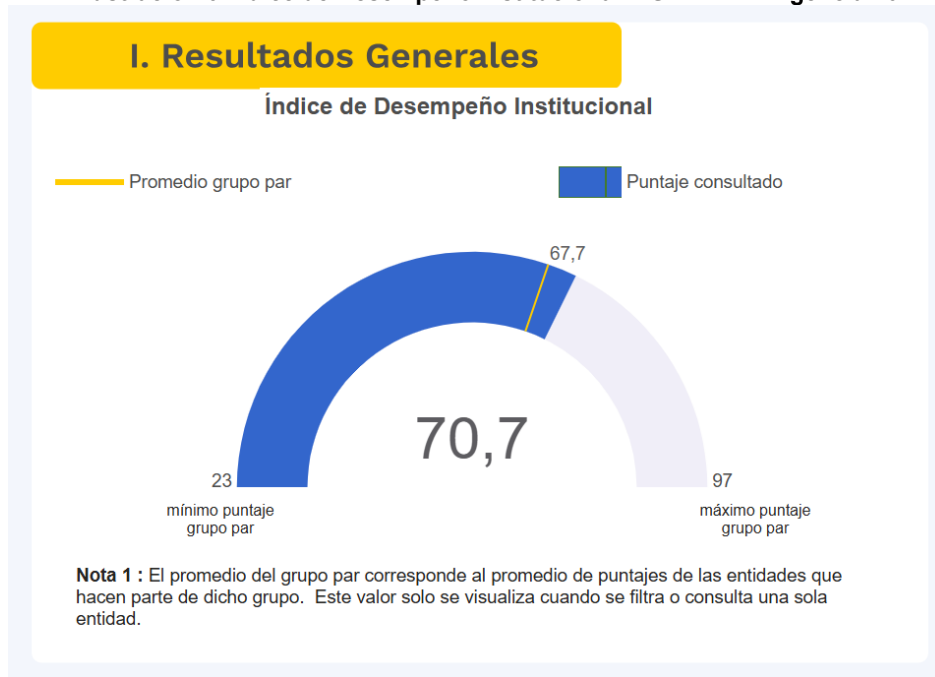 I. Resultados Generales
Índice de Desempeño Institucional
Promedio grupo par
Puntaje consultado
67,7
70,7
23
97
mínimo puntaje
grupo par
máximo puntaje
grupo par
Nota 1 : El promedio del grupo par corresponde al promedio de puntajes de las entidades que
hacen parte de dicho grupo. Este valor solo se visualiza cuando se filtra o consulta una sola
entidad.